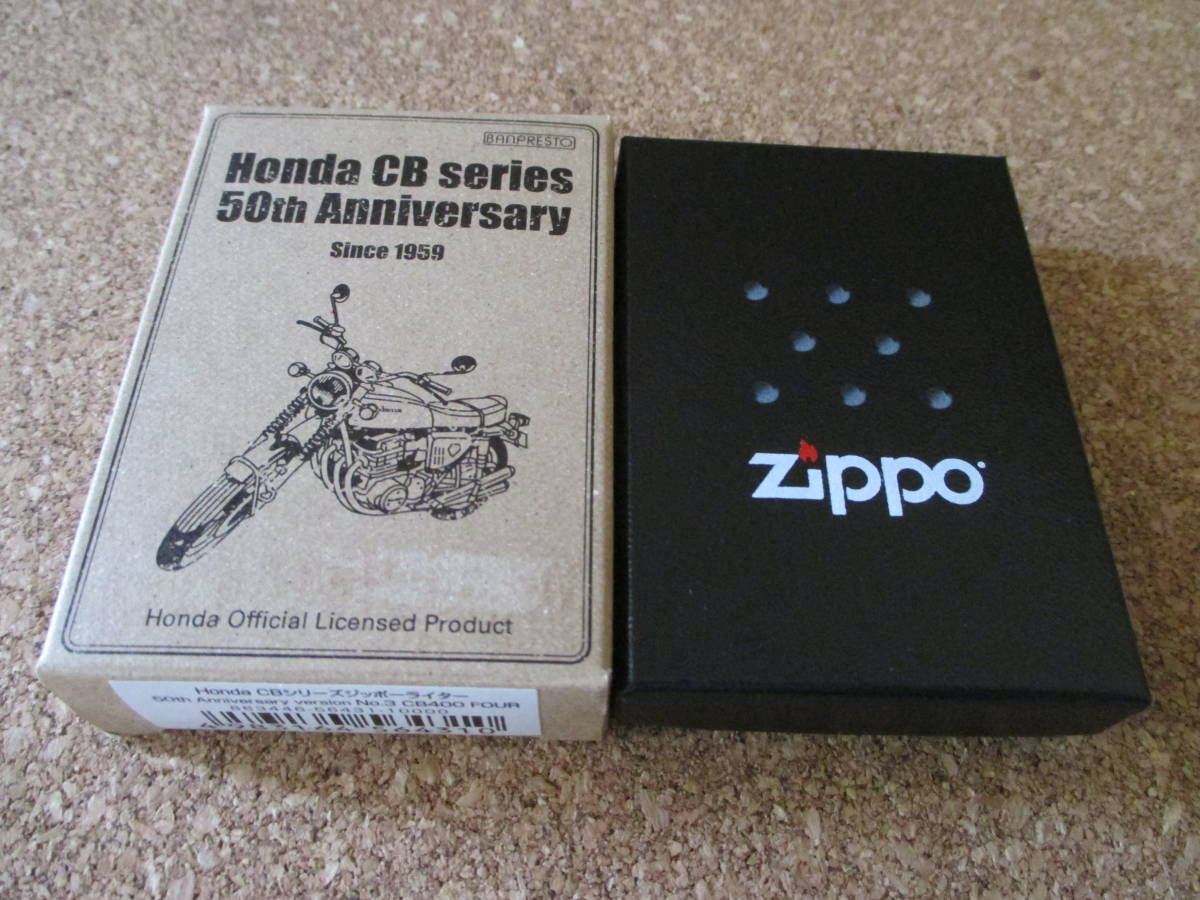 BANPRESTO
Honda CB series
50th Anniversary
Since 1959
Honda Official Licensed Product
Honda CBシリーズジッポーライター
50th Anniversary version No.3 CB400 FOUR
zippo